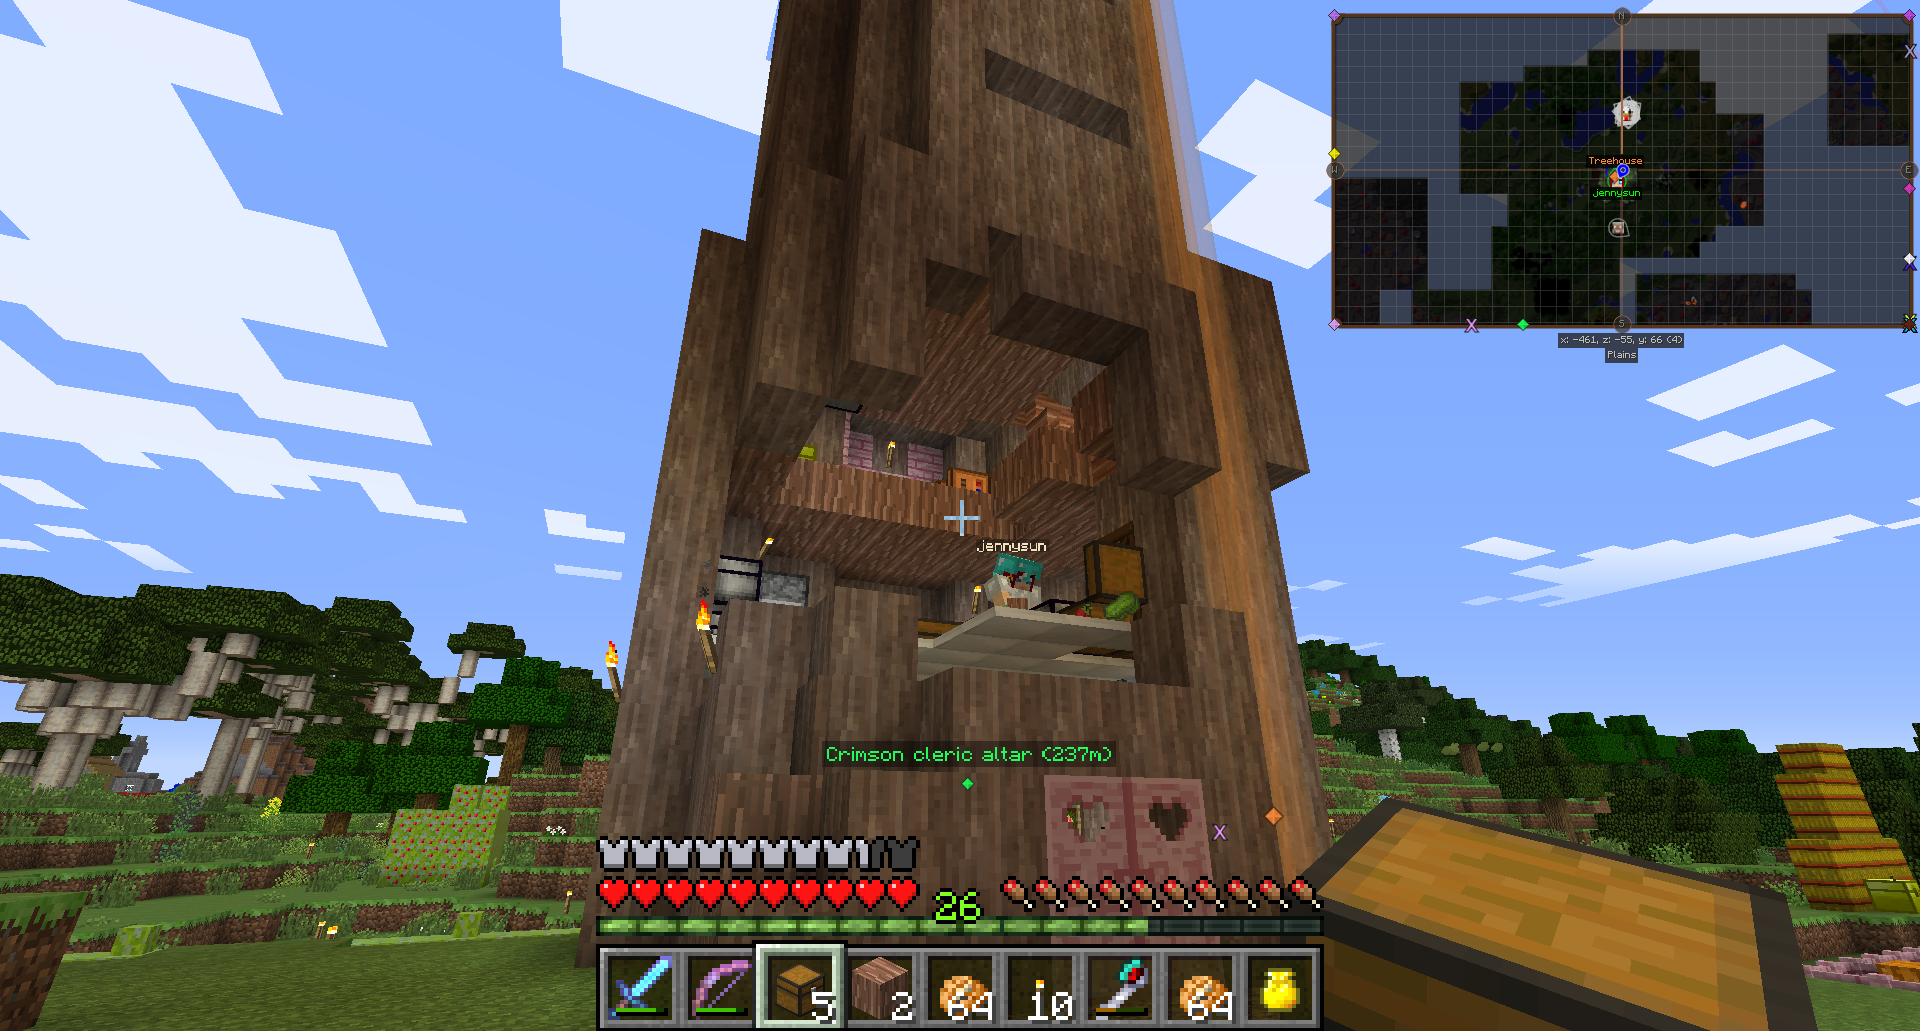 N
W
E
Treehouse
jennysun
S
x: -461, z: -55, y: 66 (4)
Plains
jennysun
Crimson cleric altar (237m)
26
5
2
64
10
64